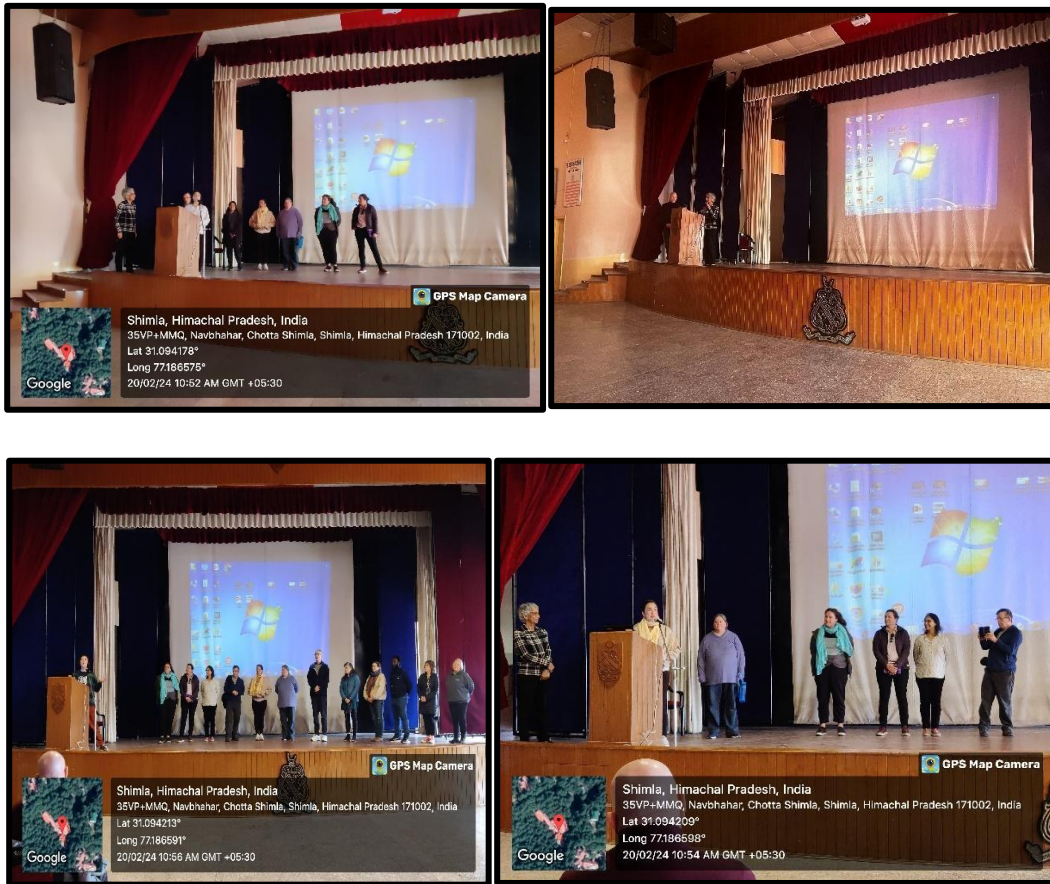 GPS Map Camera
Shimla, Himachal Pradesh, India
35VP+MMQ, Navbhahar, Chotta Shimla, Shimla, Himachal Pradesh 171002, India
Lat 31.094178°
Long 77.186575°
20/02/24 10:52 AM GMT +05:30
Google
GPS Map Camera
Shimla, Himachal Pradesh, India
35VP+MMQ, Navbhahar, Chotta Shimla, Shimla, Himachal Pradesh 171002, India
Lat 31.094213°
Long 77.186591°
20/02/24 10:56 AM GMT +05:30
Google
GPS Map Camera
Shimla, Himachal Pradesh, India
35VP+MMQ, Navbhahar, Chotta Shimla, Shimla, Himachal Pradesh 171002, India
Lat 31.094209°
Long 77.186598°
20/02/24 10:54 AM GMT +05:30
Google